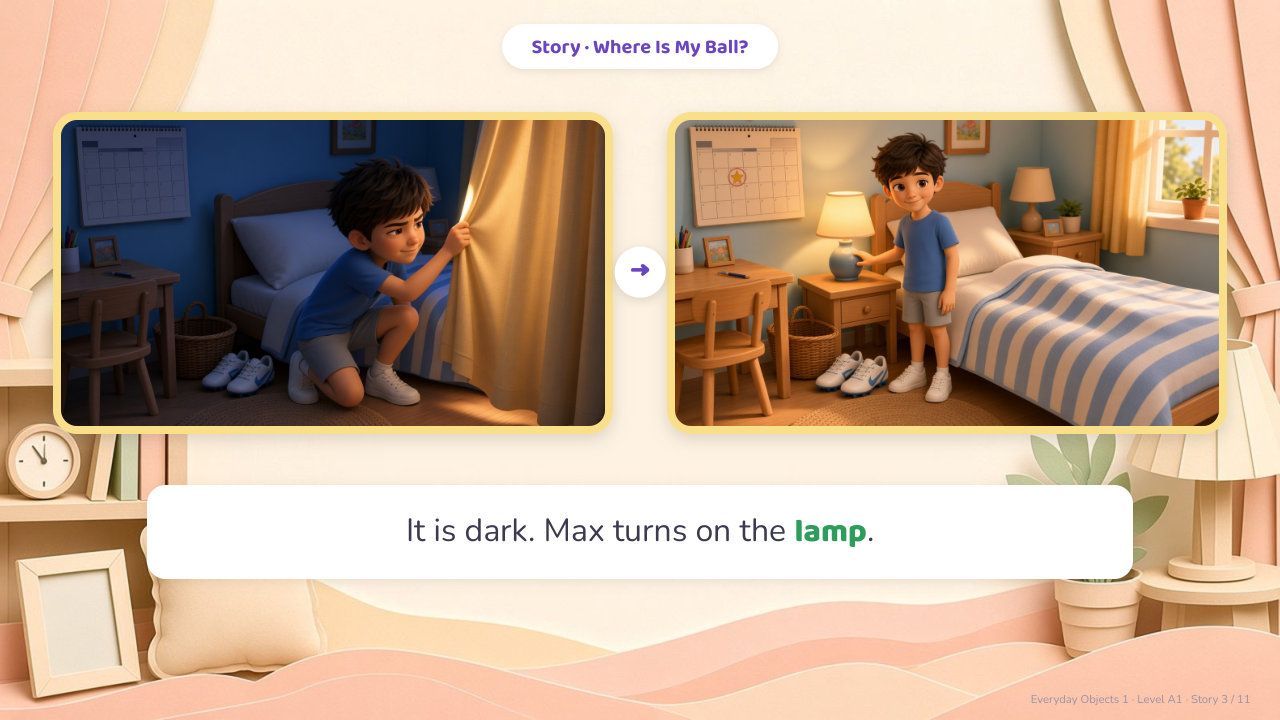 Story · Where Is My Ball?
➜
It is dark. Max turns on the lamp.
Everyday Objects 1 · Level A1 · Story 3 / 11